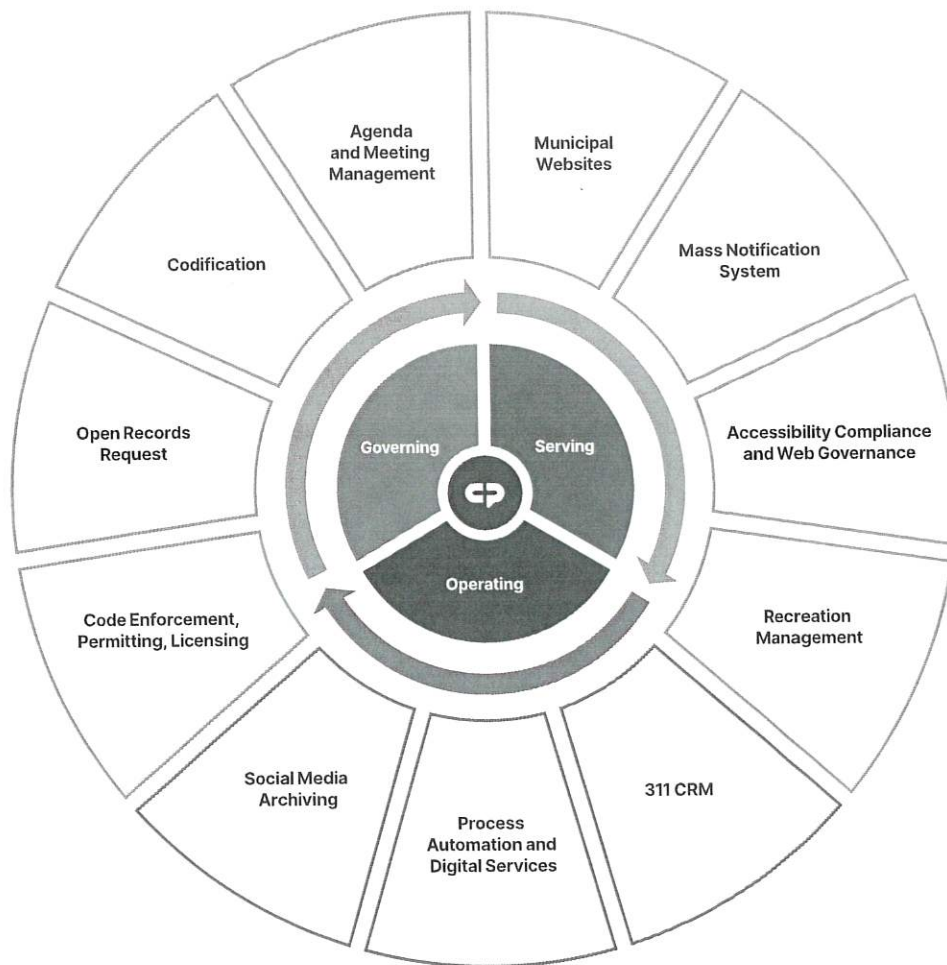 Agenda
and Meeting
Management
Municipal
Websites
Mass Notification
System
Accessibility Compliance
and Web Governance
Recreation
Management
311 CRM
Process
Automation and
Digital Services
Social Media
Archiving
Code Enforcement,
Permitting, Licensing
Open Records
Request
Codification
Governing
Serving
Operating